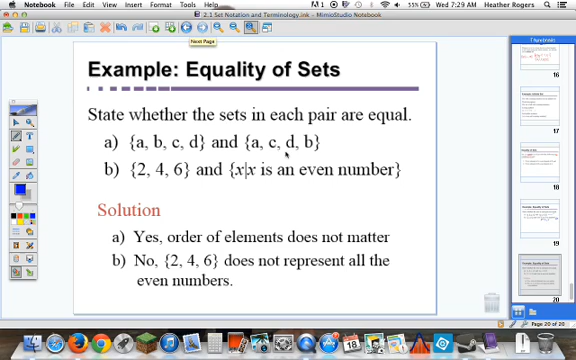 File Edit View Insert Format Tools Help
55% Wed 7:29 AM Heather Rogers
2.1 Set Notation and Terminology.ink - MimioStudio Notebook
Next Page
Example: Equality of Sets
State whether the sets in each pair are equal.
a) {a, b, c, d} and {a, c, d, b}
b) {2, 4, 6} and {x|x is an even number}
Solution
a) Yes, order of elements does not matter
b) No, {2, 4, 6} does not represent all the
even numbers.
16
17
18
19
20
Page 20 of 20